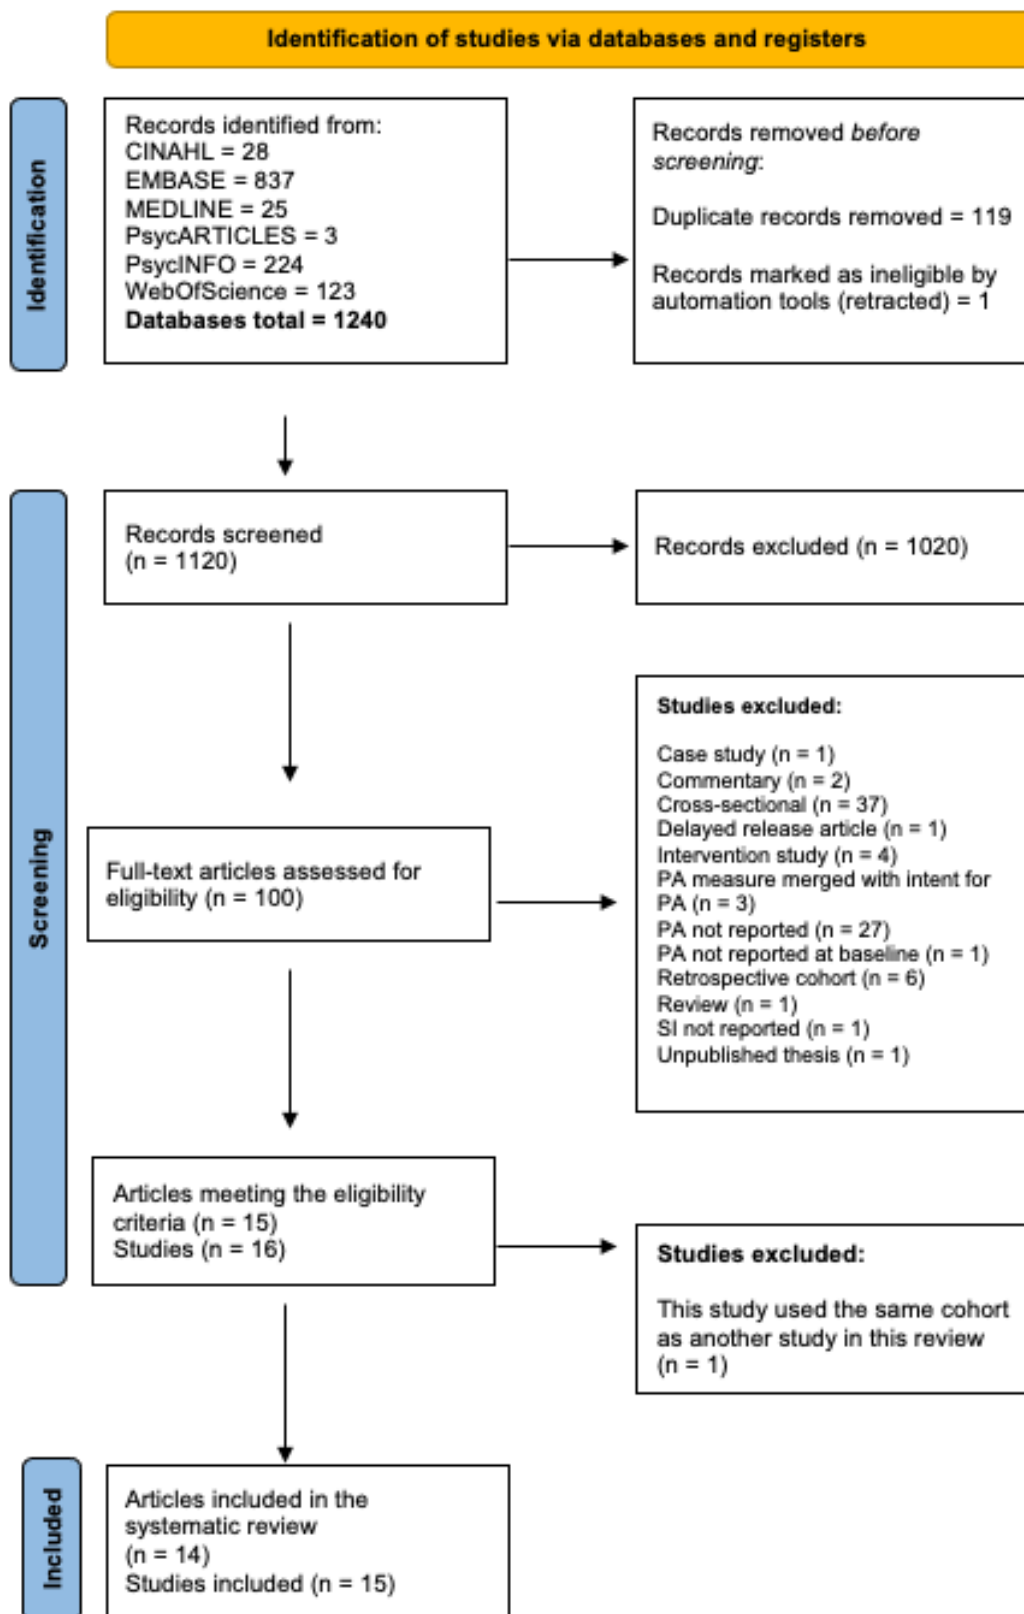 Identification of studies via databases and registers
Identification
Records identified from:
CINAHL = 28
EMBASE = 837
MEDLINE = 25
PsycARTICLES = 3
PsycINFO = 224
WebOfScience = 123
Databases total = 1240
Records removed before
screening:
Duplicate records removed = 119
Records marked as ineligible by
automation tools (retracted) = 1
Screening
Records screened
(n = 1120)
Records excluded (n = 1020)
Full-text articles assessed for
eligibility (n = 100)
Studies excluded:
Case study (n = 1)
Commentary (n = 2)
Cross-sectional (n = 37)
Delayed release article (n = 1)
Intervention study (n = 4)
PA measure merged with intent for
PA (n = 3)
PA not reported (n = 27)
PA not reported at baseline (n = 1)
Retrospective cohort (n = 6)
Review (n = 1)
SI not reported (n = 1)
Unpublished thesis (n = 1)
Articles meeting the eligibility
criteria (n = 15)
Studies (n = 16)
Studies excluded:
This study used the same cohort
as another study in this review
(n = 1)
Included
Articles included in the
systematic review
(n = 14)
Studies included (n = 15)